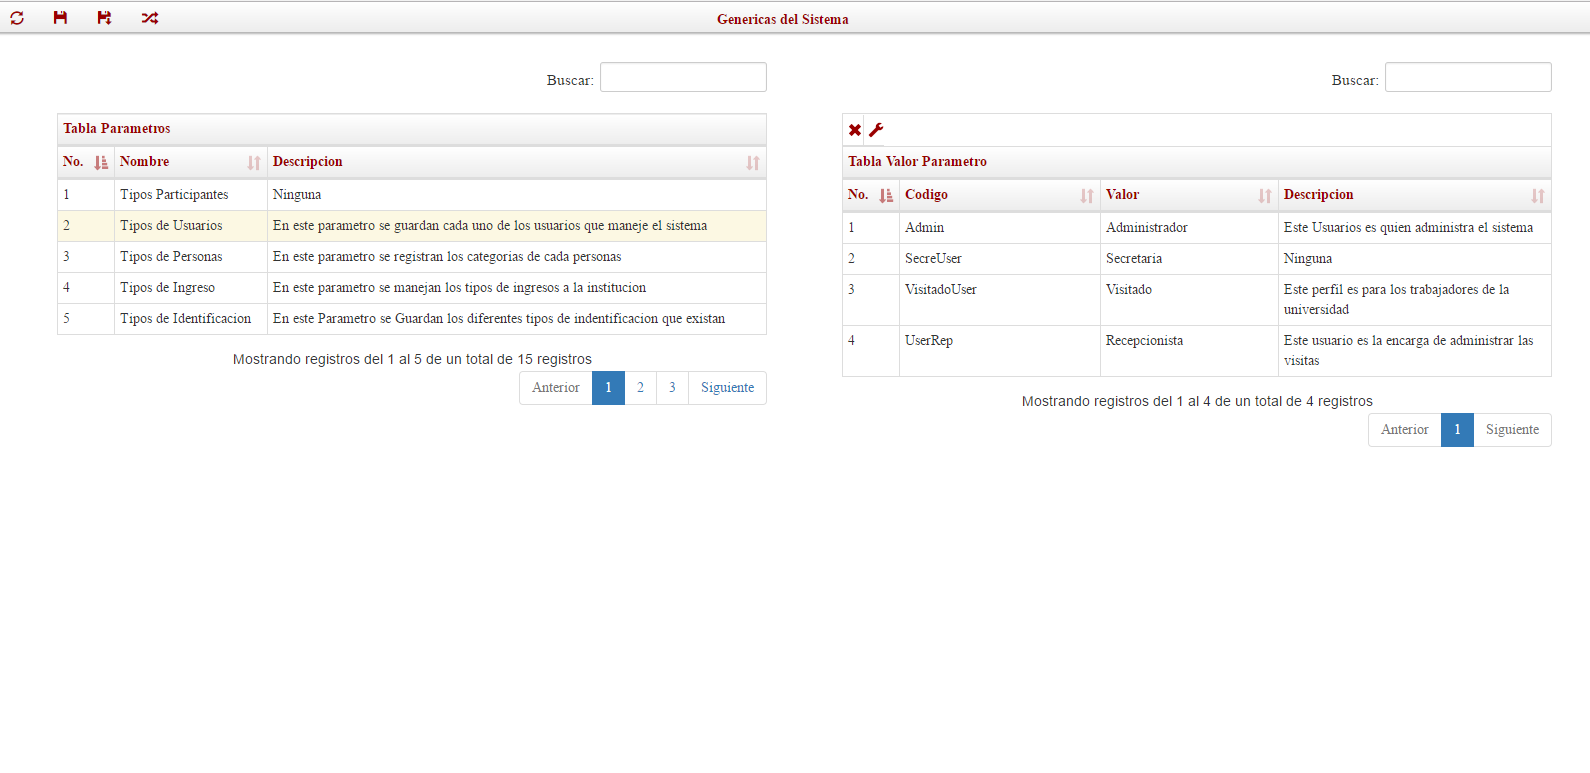 Genericas del Sistema
Buscar:
Tabla Parametros
No. Nombre Descripcion
1 Tipos Participantes Ninguna
2 Tipos de Usuarios En este parametro se guardan cada uno de los usuarios que maneje el sistema
3 Tipos de Personas En este parametro se registran los categorias de cada personas
4 Tipos de Ingreso En este parametro se manejan los tipos de ingresos a la institucion
5 Tipos de Identificacion En este Parametro se Guardan los diferentes tipos de indentificacion que existan
Mostrando registros del 1 al 5 de un total de 15 registros
Anterior 1 2 3 Siguiente
Buscar:
Tabla Valor Parametro
No. Codigo Valor Descripcion
1 Admin Administrador Este Usuarios es quien administra el sistema
2 SecreUser Secretaria Ninguna
3 VisitadoUser Visitado Este perfil es para los trabajadores de la
universidad
4 UserRep Recepcionista Este usuario es la encarga de administrar las
visitas
Mostrando registros del 1 al 4 de un total de 4 registros
Anterior 1 Siguiente